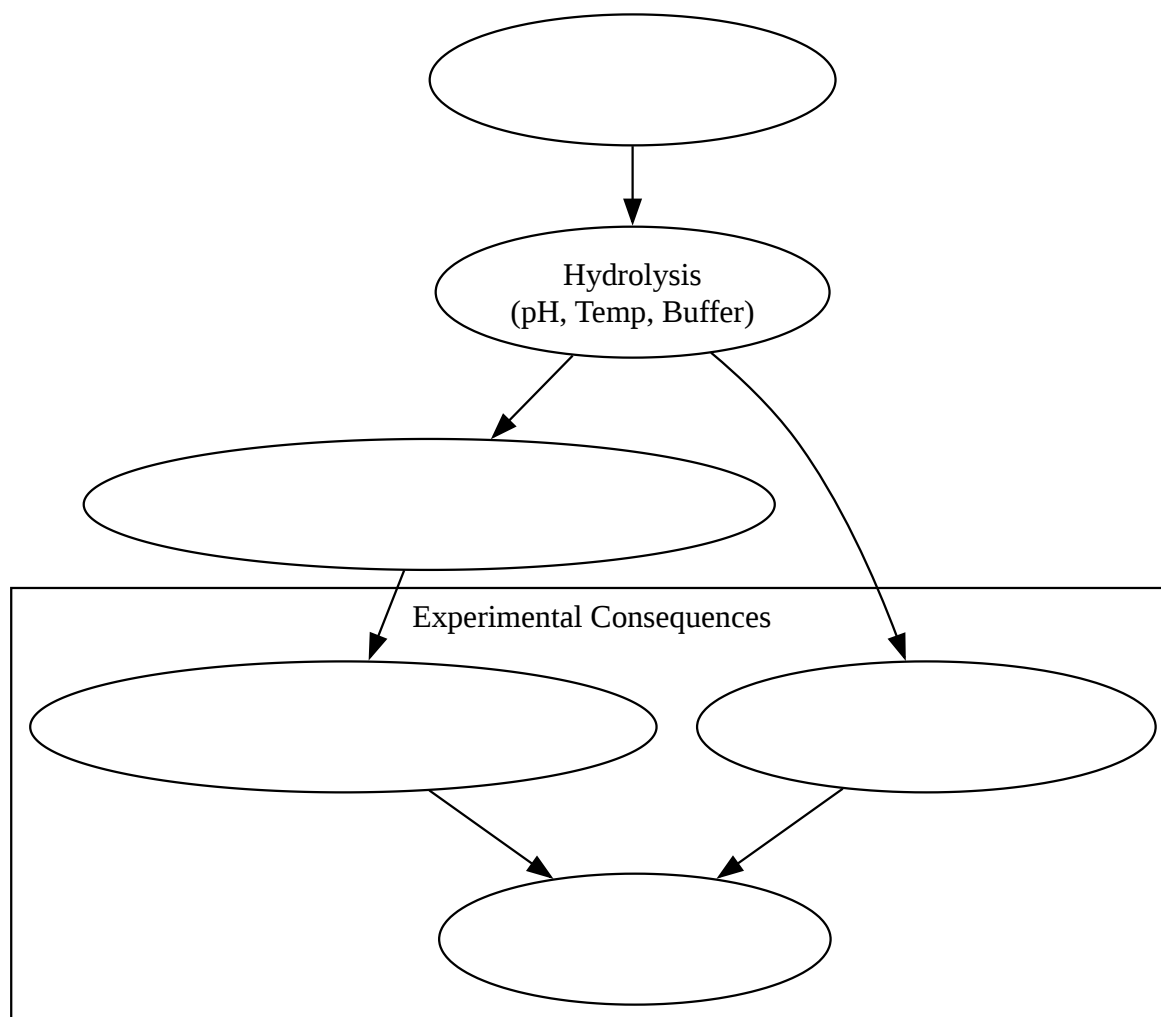 Hydrolysis
(pH, Temp, Buffer)
Experimental Consequences